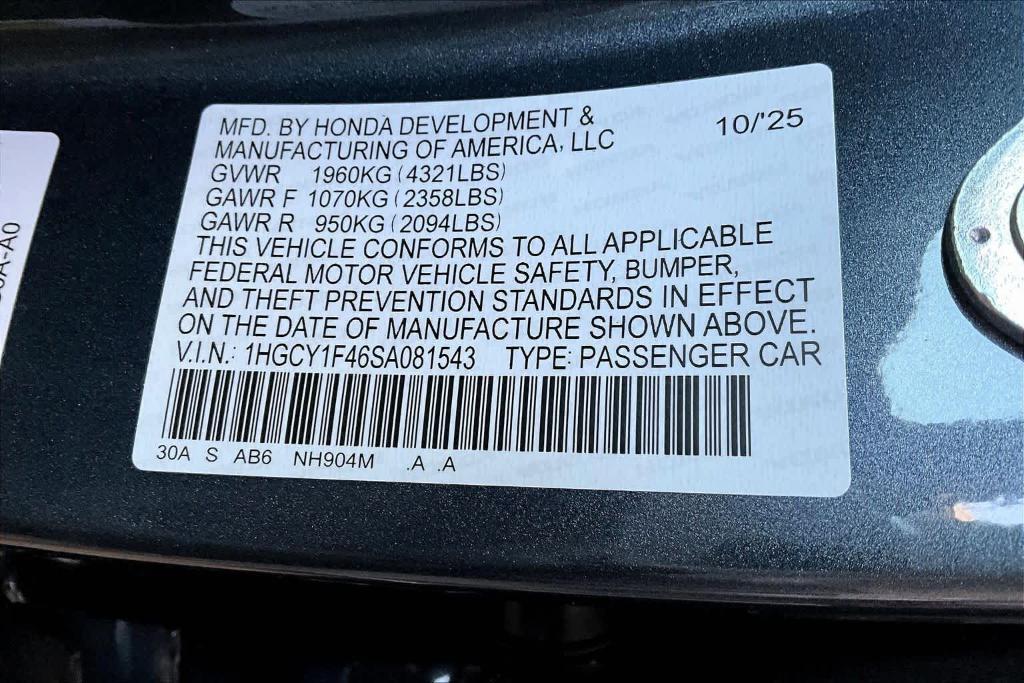 MFD. BY HONDA DEVELOPMENT & 10/'25
MANUFACTURING OF AMERICA, LLC
GVWR 1960KG (4321LBS)
GAWR F 1070KG (2358LBS)
GAWR R 950KG (2094LBS)
THIS VEHICLE CONFORMS TO ALL APPLICABLE
FEDERAL MOTOR VEHICLE SAFETY, BUMPER,
AND THEFT PREVENTION STANDARDS IN EFFECT
ON THE DATE OF MANUFACTURE SHOWN ABOVE.
V.I.N.: 1HGCY1F46SA081543 TYPE: PASSENGER CAR
30A S AB6 NH904M .A .A